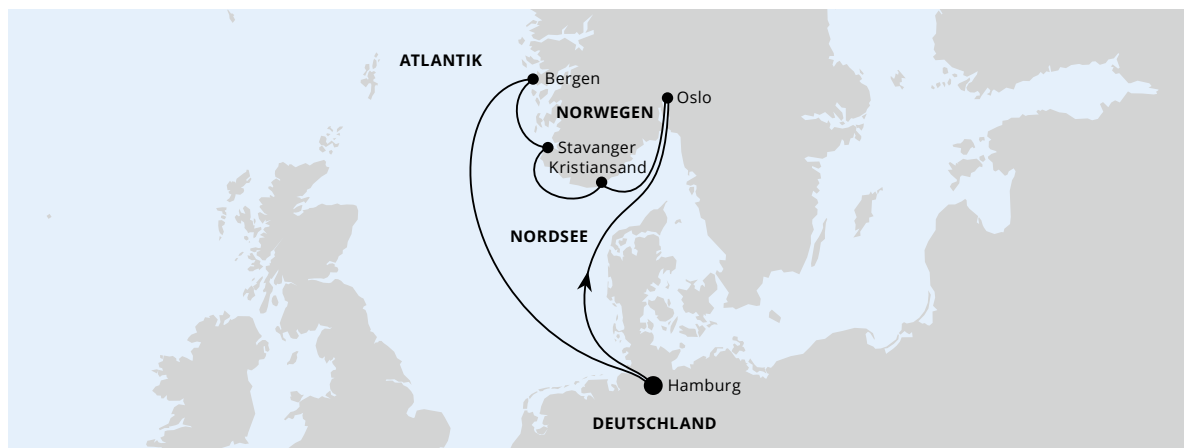 ATLANTIK
Bergen
Oslo
NORWEGEN
Stavanger
Kristiansand
NORDSEE
Hamburg
DEUTSCHLAND